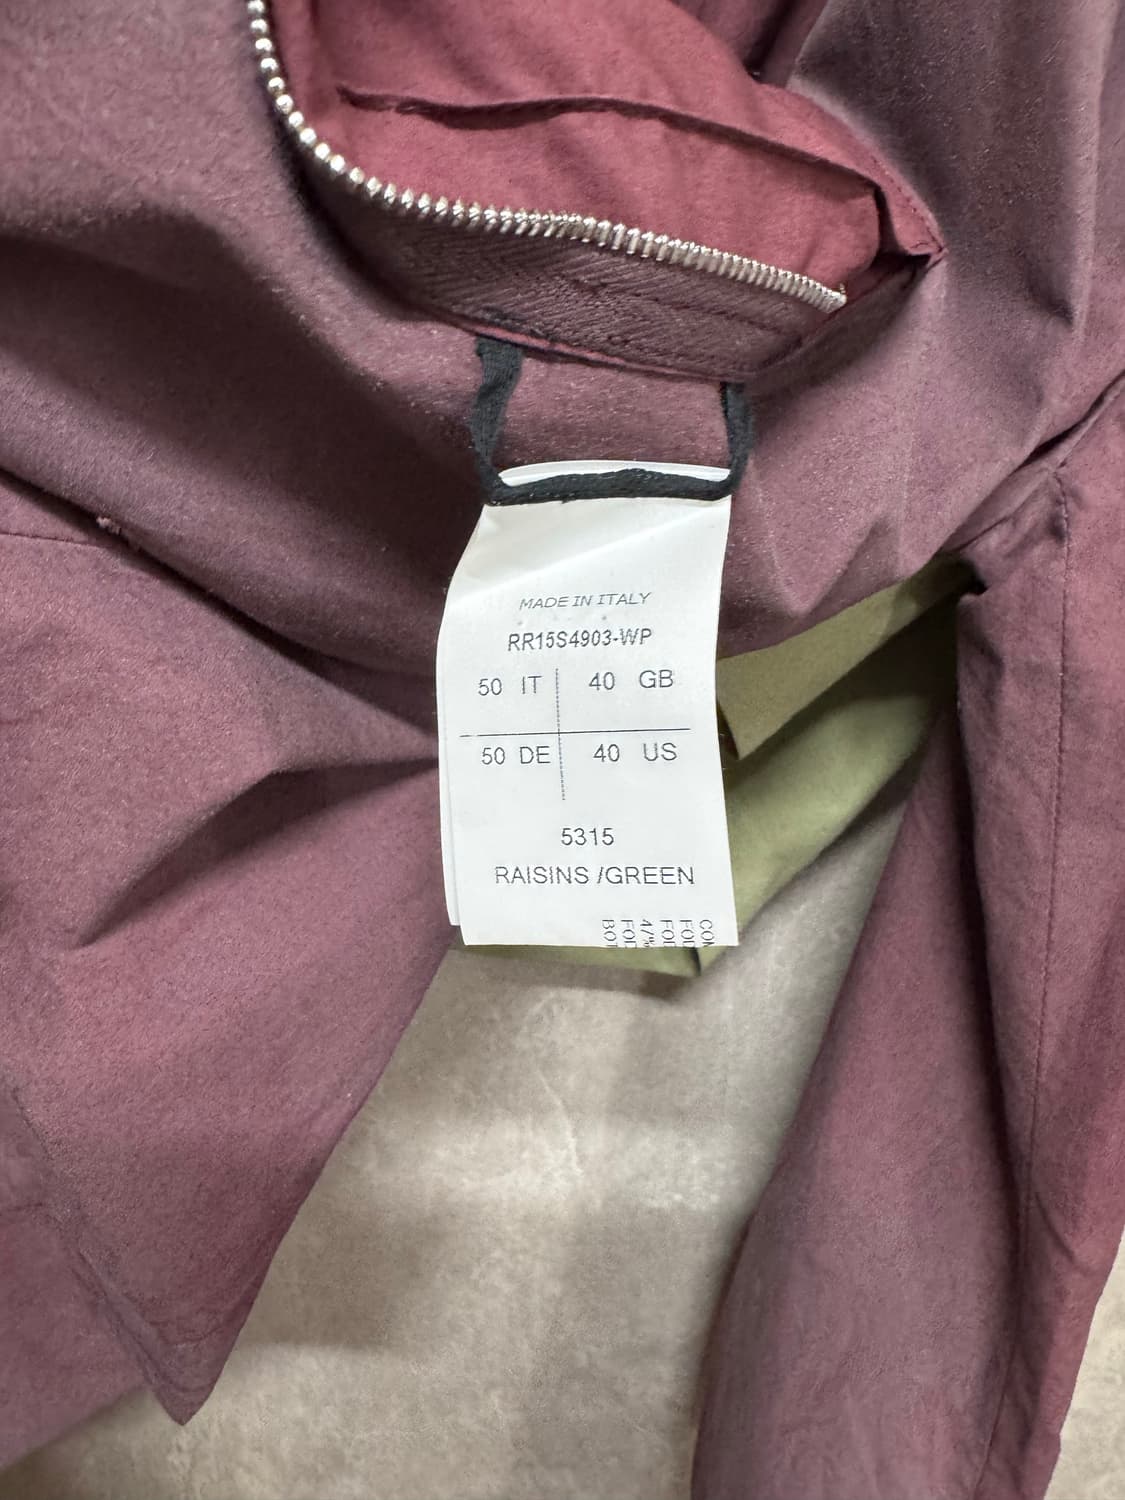 MADE IN ITALY
RR15S4903-WP
50 IT 40 GB
50 DE 40 US
5315
RAISINS /GREEN